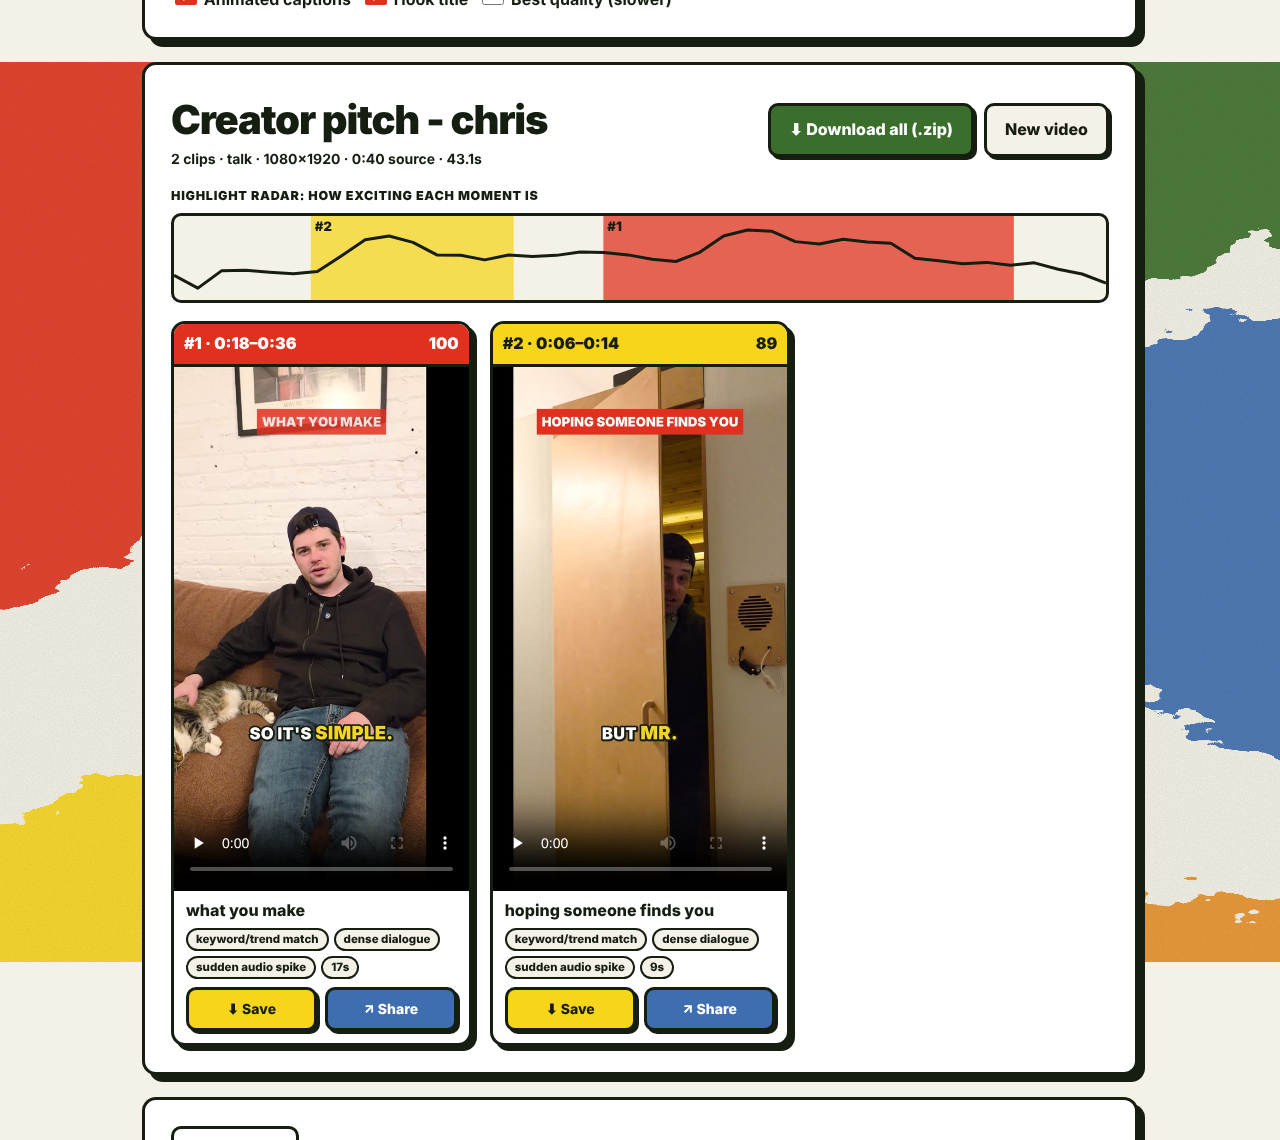 Animated captions Hook title Best quality (slower)
Creator pitch - chris
⬇ Download all (.zip)
New video
2 clips · talk · 1080×1920 · 0:40 source · 43.1s
HIGHLIGHT RADAR: HOW EXCITING EACH MOMENT IS
#2
#1
#1 · 0:18–0:36 100
WHAT YOU MAKE
SO IT'S SIMPLE.
0:00
what you make
keyword/trend match dense dialogue
sudden audio spike 17s
⬇ Save ↗ Share
#2 · 0:06–0:14 89
HOPING SOMEONE FINDS YOU
BUT MR.
0:00
hoping someone finds you
keyword/trend match dense dialogue
sudden audio spike 9s
⬇ Save ↗ Share